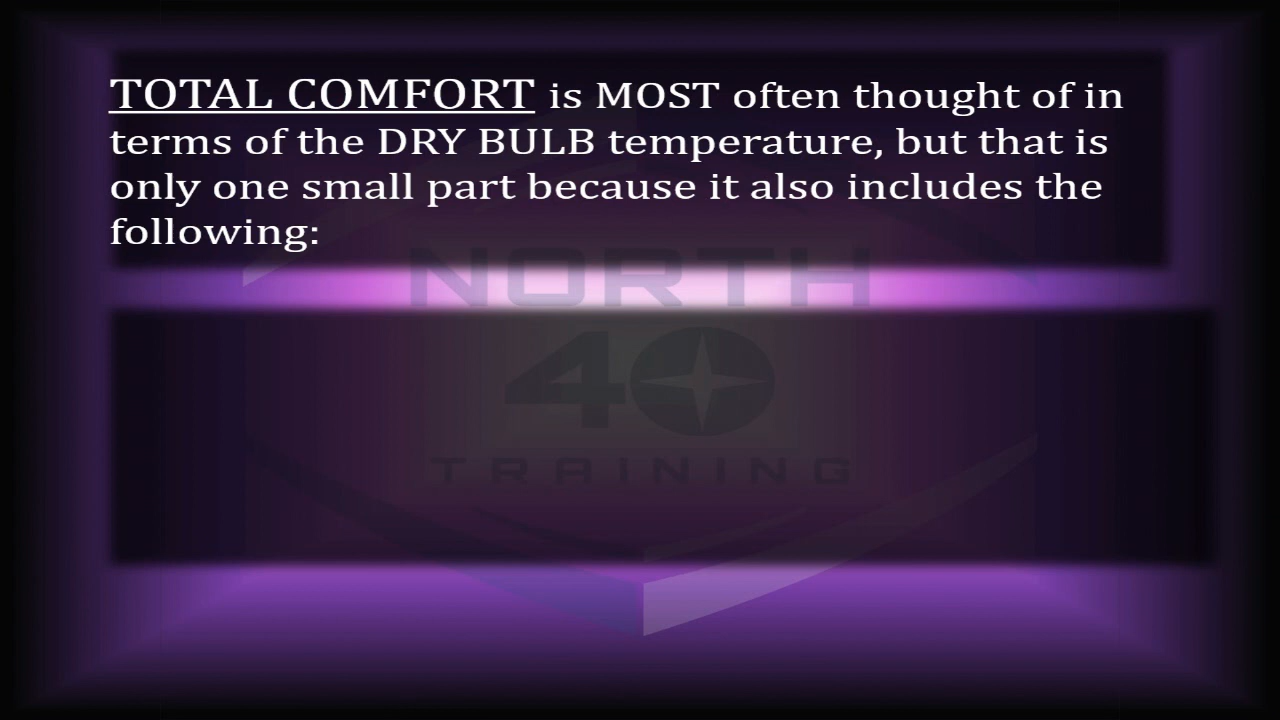 TOTAL COMFORT is MOST often thought of in
terms of the DRY BULB temperature, but that is
only one small part because it also includes the
following:
NORTH
40
TRAINING